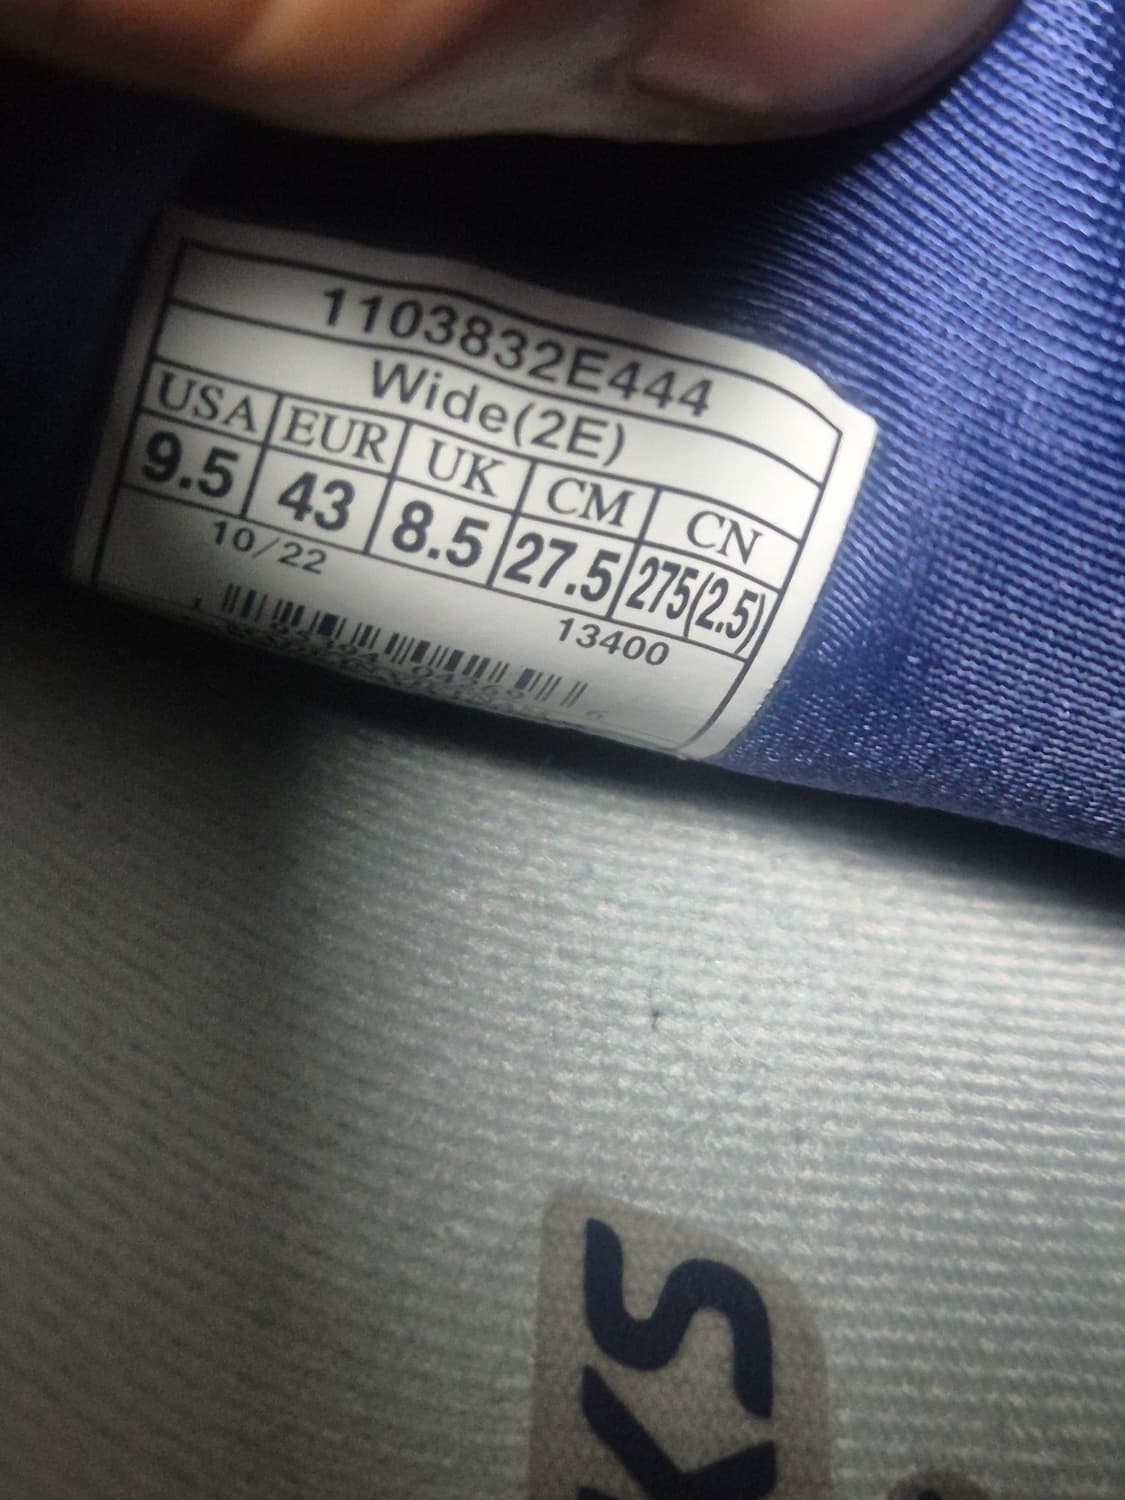 1103832E444
Wide(2E)
USA EUR UK CM CN
9.5 43 8.5 27.5 275(2.5)
10/22 13400
KS